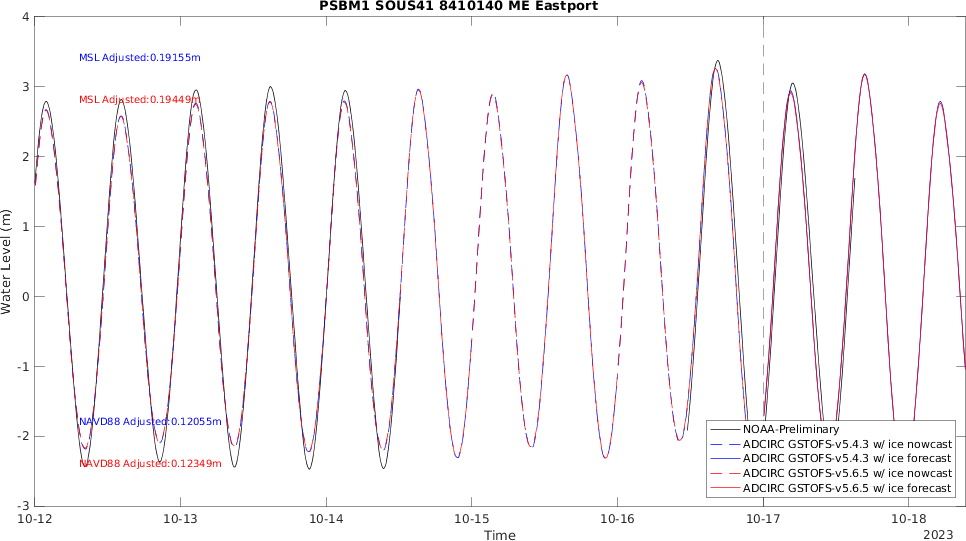 PSBM1 SOUS41 8410140 ME Eastport
MSL Adjusted:0.19155m
MSL Adjusted:0.19449m
NAVD88 Adjusted:0.12055m
NAVD88 Adjusted:0.12349m
4
3
2
1
0
-1
-2
-3
Water Level (m)
NOAA-Preliminary
ADCIRC GSTOFS-v5.4.3 w/ ice nowcast
ADCIRC GSTOFS-v5.4.3 w/ ice forecast
ADCIRC GSTOFS-v5.6.5 w/ ice nowcast
ADCIRC GSTOFS-v5.6.5 w/ ice forecast
10-12 10-13 10-14 10-15 10-16 10-17 10-18
Time
2023